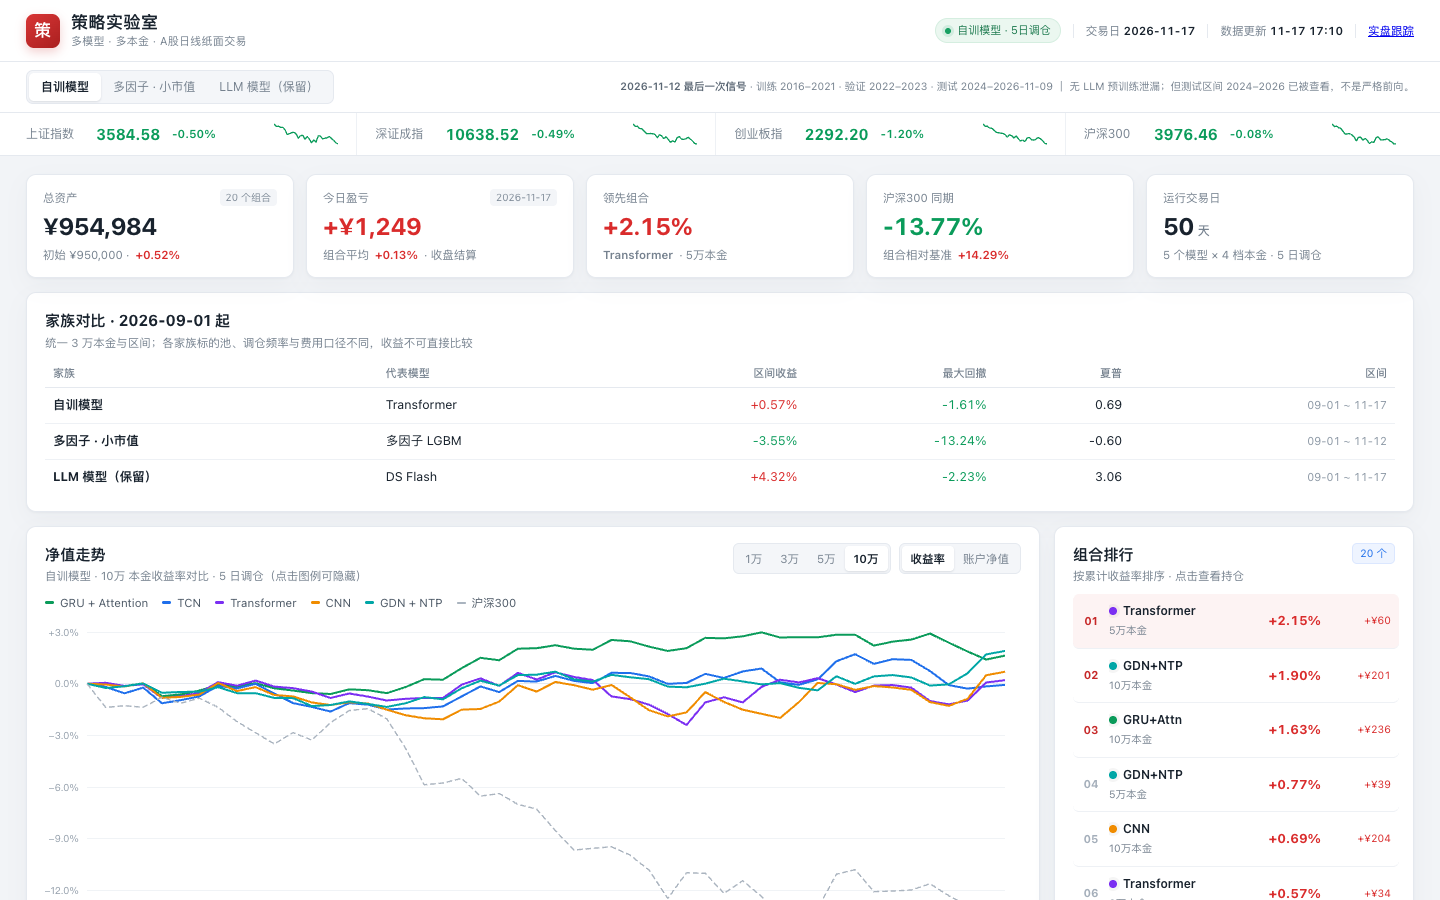 策 策略实验室
多模型 · 多本金 · A股日线纸面交易
自训模型 · 5日调仓 交易日 2026-11-17 数据更新 11-17 17:10 实盘跟踪
自训模型 多因子 · 小市值 LLM 模型（保留）
2026-11-12 最后一次信号 · 训练 2016–2021 · 验证 2022–2023 · 测试 2024–2026-11-09 | 无 LLM 预训练泄漏；但测试区间 2024–2026 已被查看，不是严格前向。
上证指数 3584.58 -0.50% 深证成指 10638.52 -0.49% 创业板指 2292.20 -1.20% 沪深300 3976.46 -0.08%
总资产 20 个组合
¥954,984
初始 ¥950,000 · +0.52%
今日盈亏 2026-11-17
+¥1,249
组合平均 +0.13% · 收盘结算
领先组合
+2.15%
Transformer · 5万本金
沪深300 同期
-13.77%
组合相对基准 +14.29%
运行交易日
50 天
5 个模型 × 4 档本金 · 5 日调仓
家族对比 · 2026-09-01 起
统一 3 万本金与区间；各家族标的池、调仓频率与费用口径不同，收益不可直接比较
家族 代表模型 区间收益 最大回撤 夏普 区间
自训模型 Transformer +0.57% -1.61% 0.69 09-01 ~ 11-17
多因子 · 小市值 多因子 LGBM -3.55% -13.24% -0.60 09-01 ~ 11-12
LLM 模型（保留） DS Flash +4.32% -2.23% 3.06 09-01 ~ 11-17
净值走势
自训模型 · 10万 本金收益率对比 · 5 日调仓（点击图例可隐藏）
1万 3万 5万 10万 收益率 账户净值
GRU + Attention TCN Transformer CNN GDN + NTP 沪深300
+3.0%
0.0%
−3.0%
−6.0%
−9.0%
−12.0%
组合排行 20 个
按累计收益率排序 · 点击查看持仓
01 Transformer +2.15% +¥60
5万本金
02 GDN+NTP +1.90% +¥201
10万本金
03 GRU+Attn +1.63% +¥236
10万本金
04 GDN+NTP +0.77% +¥39
5万本金
05 CNN +0.69% +¥204
10万本金
06 Transformer +0.57% +¥34